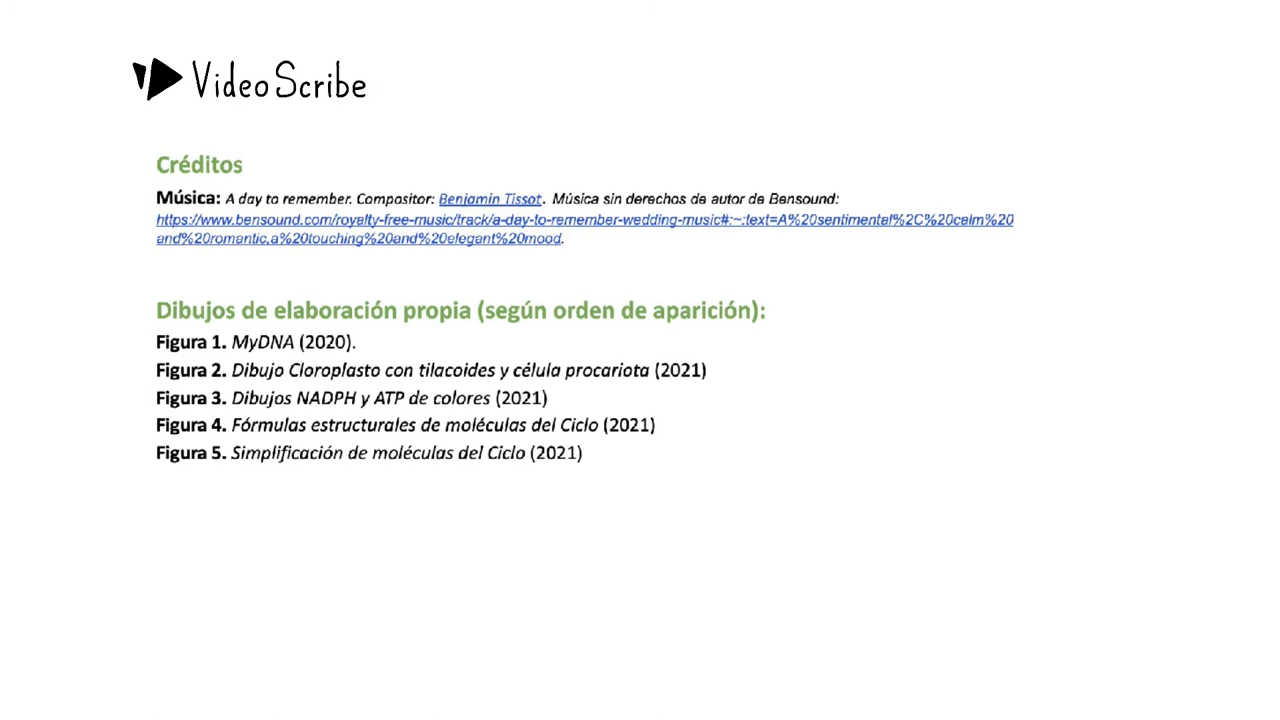 VideoScribe
Créditos
Música: A day to remember. Compositor: Benjamin Tissot. Música sin derechos de autor de Bensound:
https://www.bensound.com/royalty-free-music/track/a-day-to-remember-wedding-music#:~:text=A%20sentimental%2C%20calm%20
and%20romantic,a%20touching%20and%20elegant%20mood.
Dibujos de elaboración propia (según orden de aparición):
Figura 1. MyDNA (2020).
Figura 2. Dibujo Cloroplasto con tilacoides y célula procariota (2021)
Figura 3. Dibujos NADPH y ATP de colores (2021)
Figura 4. Fórmulas estructurales de moléculas del Ciclo (2021)
Figura 5. Simplificación de moléculas del Ciclo (2021)